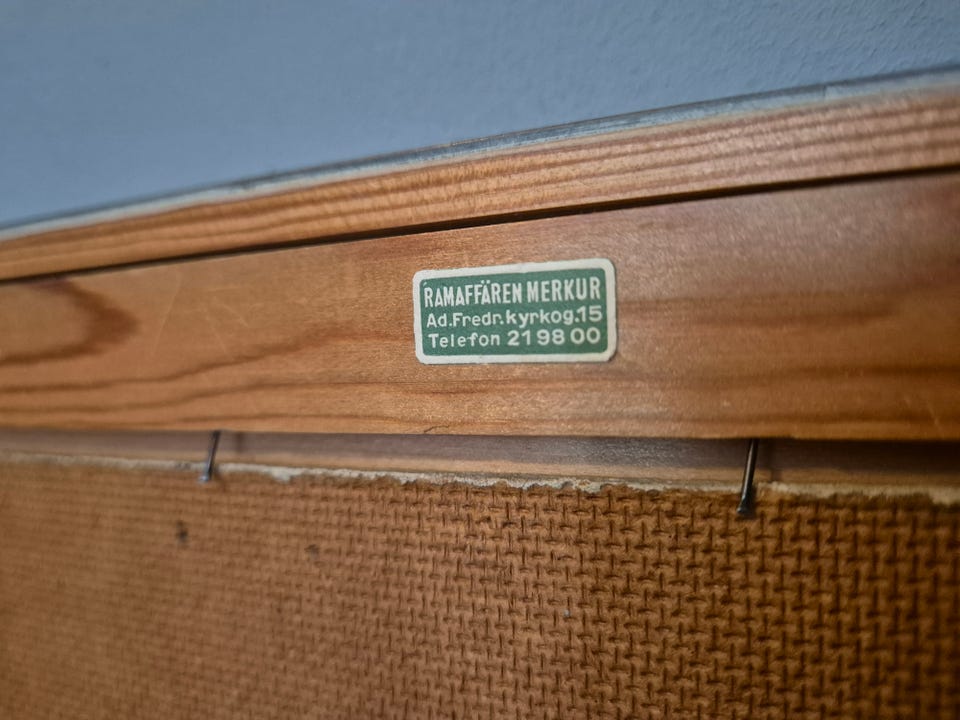 RAMAFFÄREN MERKUR
Ad.Fredr.kyrkog.15
Telefon 21 98 00